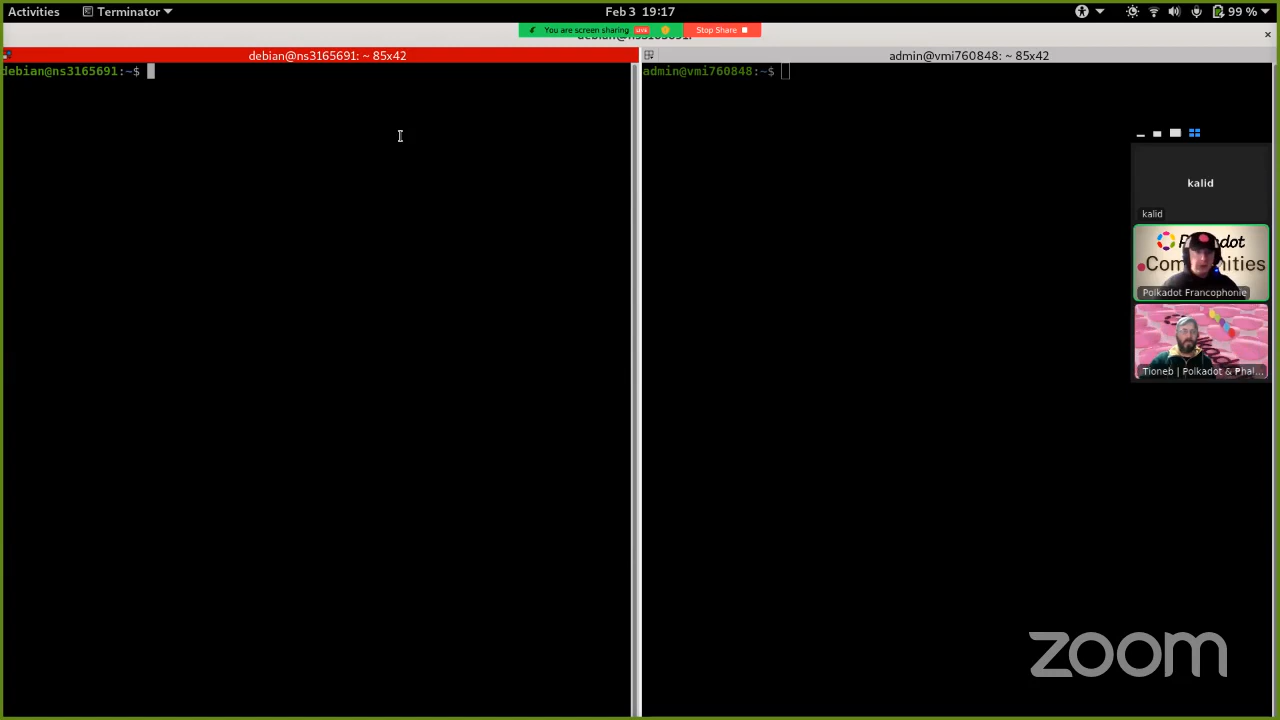 Activities
Terminator
Feb 3 19:17
99 %
You are screen sharing
LIVE
Stop Share
debian@ns3165691: ~ 85x42
admin@vmi760848: ~ 85x42
debian@ns3165691:~$
admin@vmi760848:~$
kalid
kalid
Polkadot Francophonie
Tioneb | Polkadot & Phal...
zoom